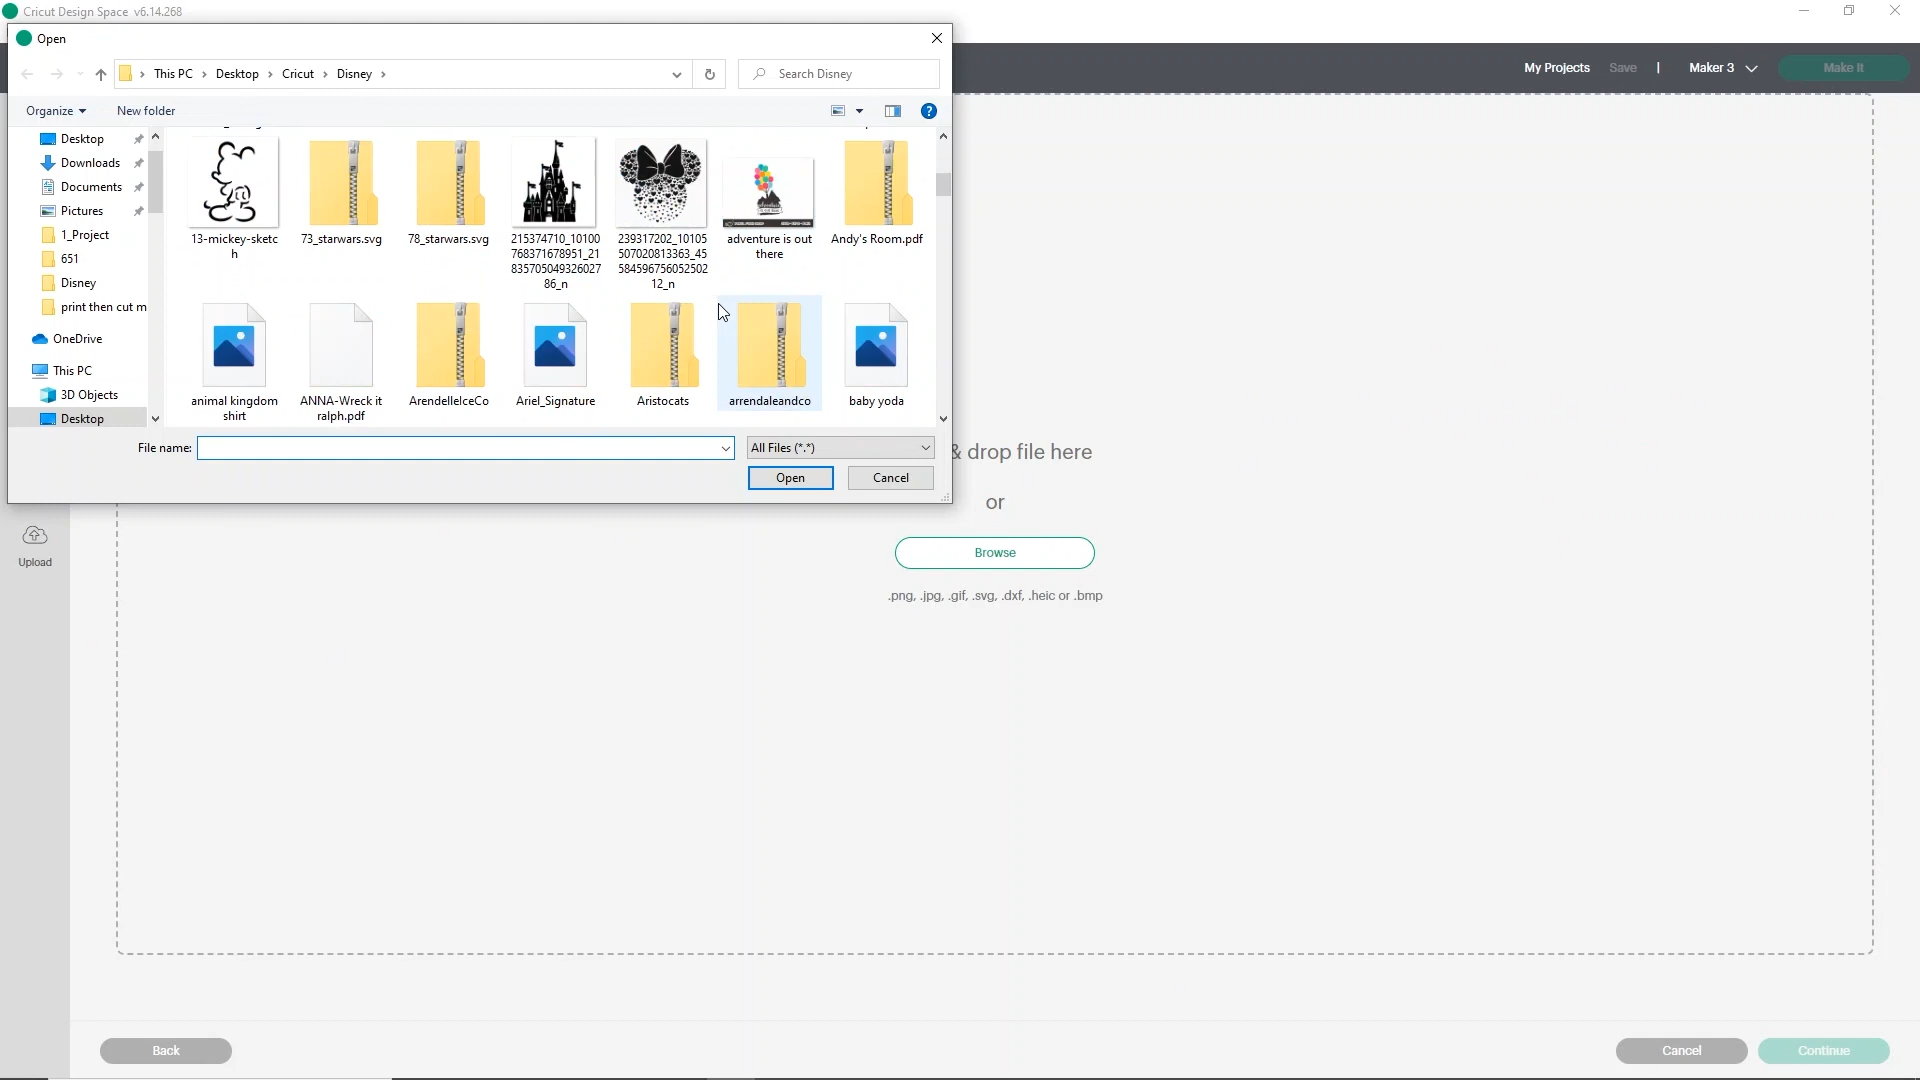 Cricut Design Space v6.14.268
Open
This PC > Desktop > Cricut > Disney >
Search Disney
My Projects Save | Maker 3 Make It
Organize New folder
Desktop
Downloads
Documents
Pictures
1_Project
651
Disney
print then cut m
OneDrive
This PC
3D Objects
Desktop
13-mickey-sketc
h
73_starwars.svg
78_starwars.svg
215374710_10100
768371678951_21
835705049326027
86_n
239317202_10105
507020813363_45
584596756052502
12_n
adventure is out
there
Andy's Room.pdf
animal kingdom
shirt
ANNA-Wreck it
ralph.pdf
ArendelleIceCo
Ariel_Signature
Aristocats
arrendaleandco
baby yoda
File name:
All Files (*.*)
Open Cancel
& drop file here
or
Browse
.png, .jpg, .gif, .svg, .dxf, .heic or .bmp
Upload
Back Cancel Continue